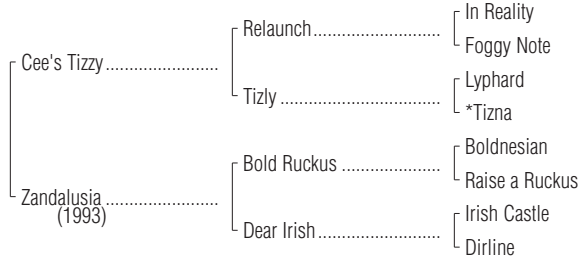 In Reality
Relaunch
Foggy Note
Cee's Tizzy
Lyphard
Tizly
*Tizna
Boldnesian
Bold Ruckus
Raise a Ruckus
Zandalusia
(1993)
Irish Castle
Dear Irish
Dirline